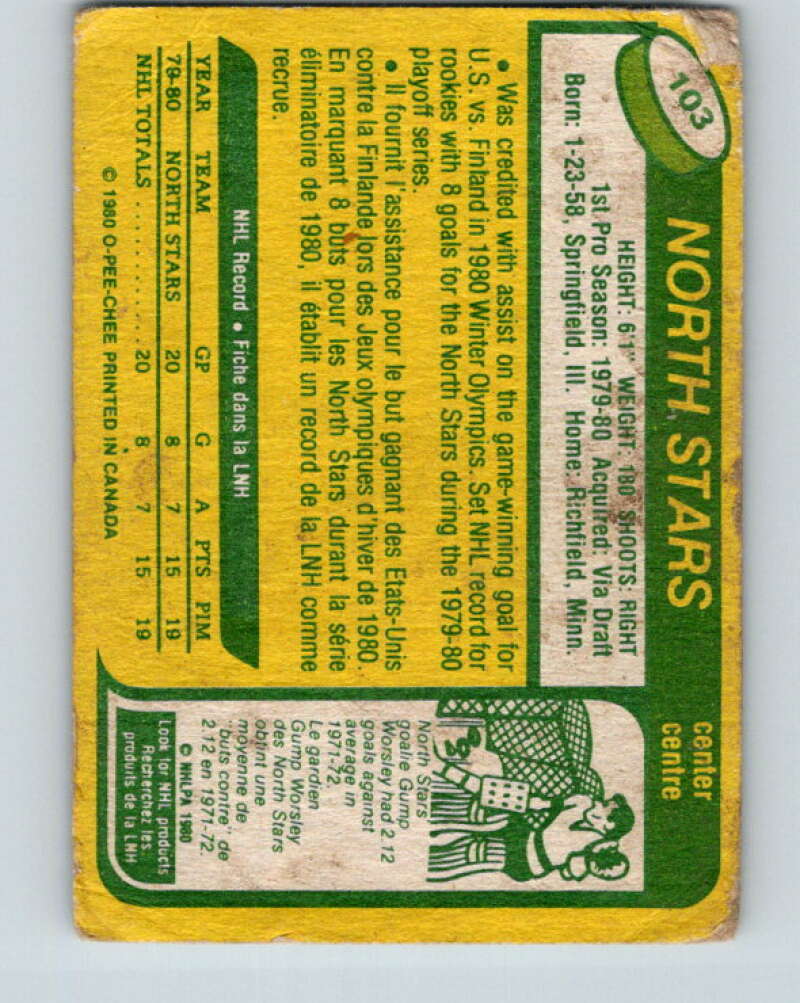 103
NORTH STARS
center
centre
HEIGHT: 6'1" WEIGHT: 180 SHOOTS: RIGHT
1st Pro Season: 1979-80 Acquired: Via Draft
Born: 1-23-58, Springfield, Ill. Home: Richfield, Minn.
• Was credited with assist on the game-winning goal for
U.S. vs. Finland in 1980 Winter Olympics. Set NHL record for
rookies with 8 goals for the North Stars during the 1979-80
playoff series.
• Il fournit l'assistance pour le but gagnant des Etats-Unis
contre la Finlande lors des Jeux olympiques d'hiver de 1980.
En marquant 8 buts pour les North Stars durant la série
éliminatoire de 1980, il établit un record de la LNH comme
recrue.
NHL Record • Fiche dans la LNH
YEAR TEAM GP G A PTS PIM
79-80 NORTH STARS 20 8 7 15 19
NHL TOTALS .......... 20 8 7 15 19
© 1980 O-PEE-CHEE PRINTED IN CANADA
North Stars
goalie Gump
Worsley had 2.12
goals against
average in
1971-72.
Le gardien
Gump Worsley
des North Stars
obtint une
moyenne de
"buts contre" de
2.12 en 1971-72.
© NHLPA 1980
Look for NHL products
Recherchez les
produits de la LNH